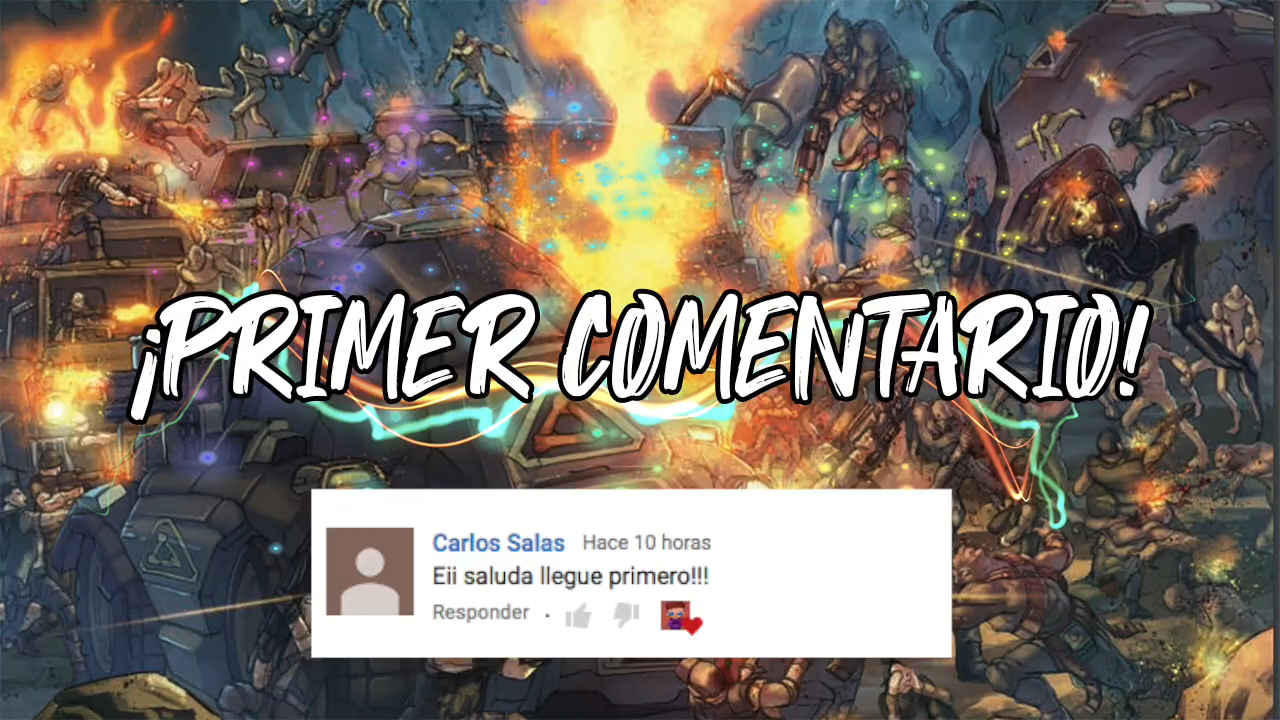 ¡PRIMER COMENTARIO!
Carlos Salas Hace 10 horas
Eii saluda llegue primero!!!
Responder